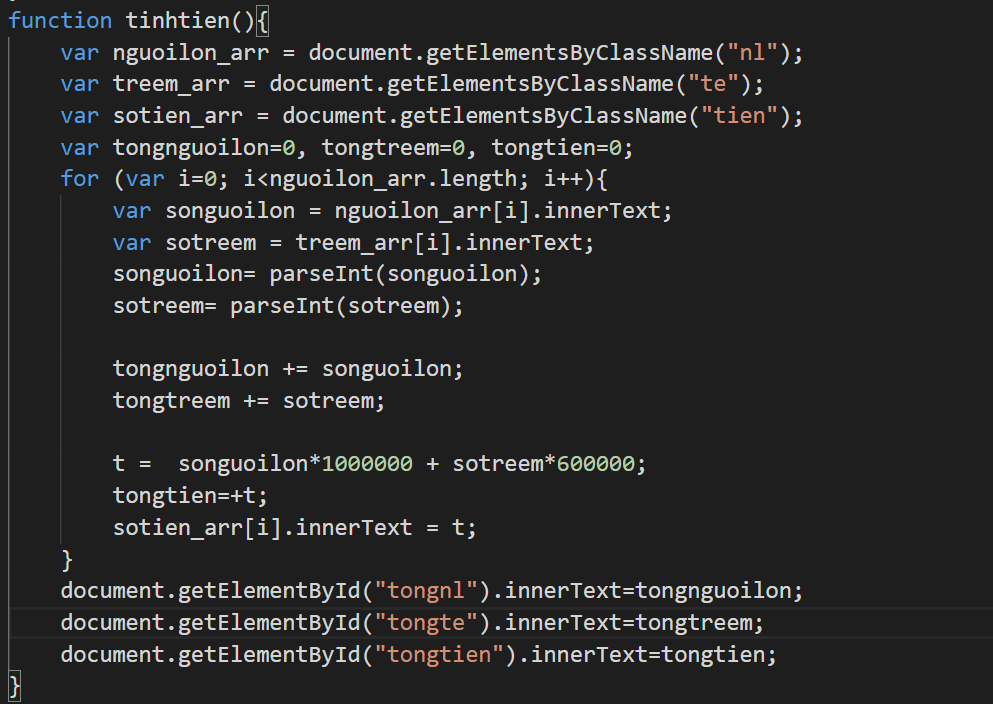 function tinhtien(){
    var nguoilon_arr = document.getElementsByClassName("nl");
    var treem_arr = document.getElementsByClassName("te");
    var sotien_arr = document.getElementsByClassName("tien");
    var tongnguoilon=0, tongtreem=0, tongtien=0;
    for (var i=0; i<nguoilon_arr.length; i++){
        var songuoilon = nguoilon_arr[i].innerText;
        var sotreem = treem_arr[i].innerText;
        songuoilon= parseInt(songuoilon);
        sotreem= parseInt(sotreem);

        tongnguoilon += songuoilon;
        tongtreem += sotreem;

        t =  songuoilon*1000000 + sotreem*600000;
        tongtien=+t;
        sotien_arr[i].innerText = t;
    }
    document.getElementById("tongnl").innerText=tongnguoilon;
    document.getElementById("tongte").innerText=tongtreem;
    document.getElementById("tongtien").innerText=tongtien;
}